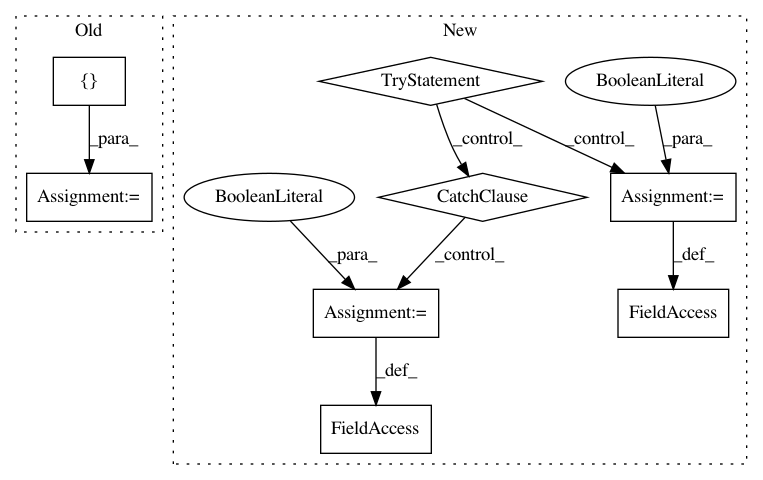 Old
New
{}
TryStatement
BooleanLiteral
_para_
_control_
_control_
_para_
Assignment:=
BooleanLiteral
CatchClause
Assignment:=
_para_
_control_
_def_
Assignment:=
FieldAccess
_def_
FieldAccess